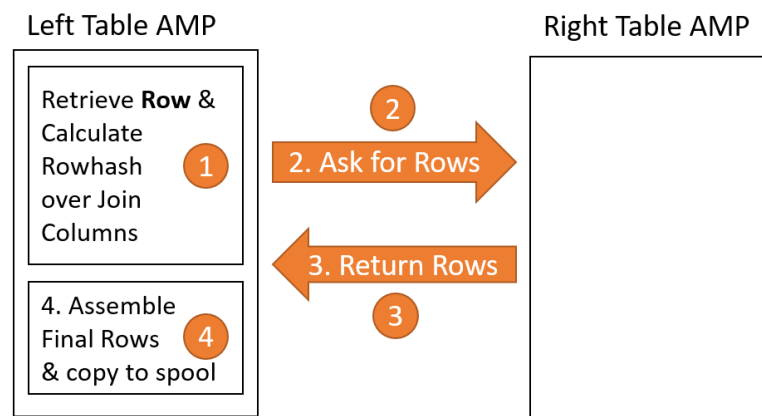 Left Table AMP
Right Table AMP
Retrieve Row &
Calculate
Rowhash
over Join
Columns
1
2
2. Ask for Rows
3. Return Rows
3
4. Assemble
Final Rows
& copy to spool
4